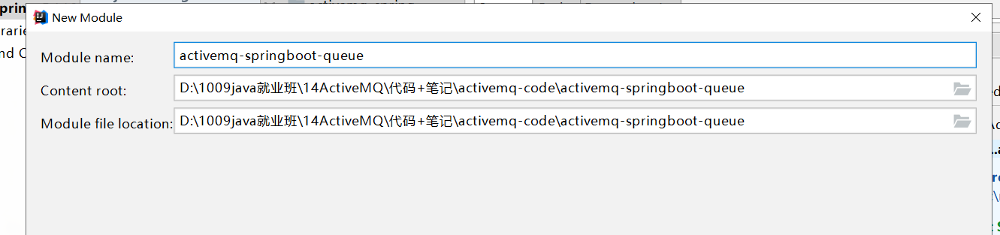 New Module
Module name:
activemq-springboot-queue
Content root:
D:\1009java就业班\14ActiveMQ\代码+笔记\activemq-code\activemq-springboot-queue
Module file location:
D:\1009java就业班\14ActiveMQ\代码+笔记\activemq-code\activemq-springboot-queue